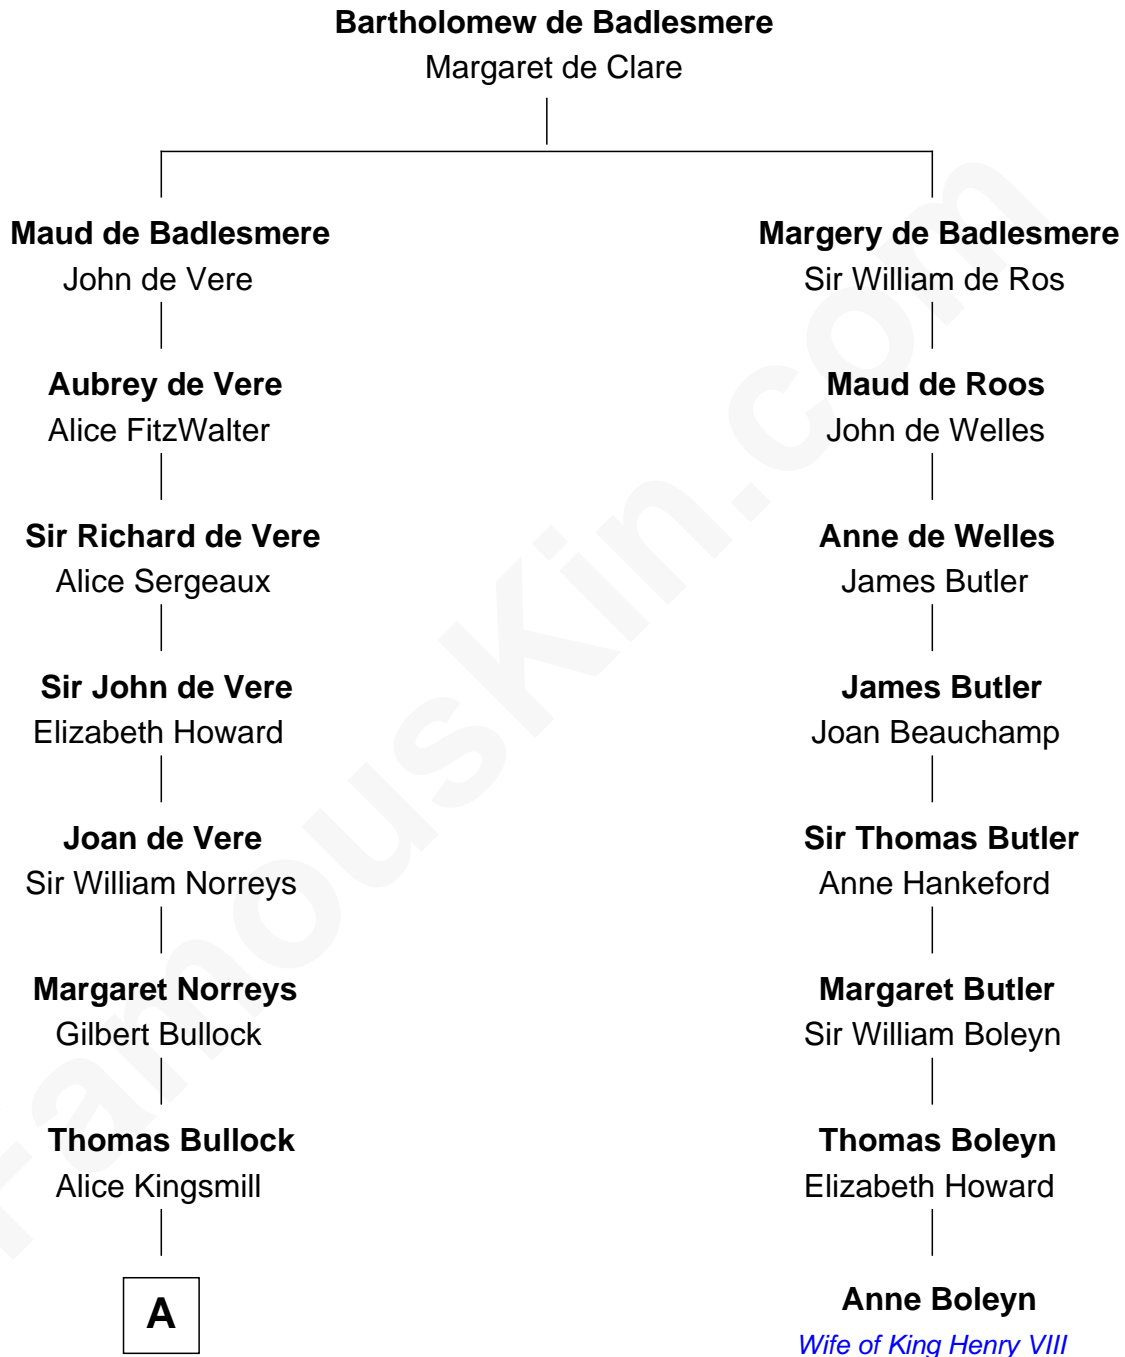 Bartholomew de Badlesmere
Margaret de Clare
Maud de Badlesmere
John de Vere
Aubrey de Vere
Alice FitzWalter
Sir Richard de Vere
Alice Sergeaux
Sir John de Vere
Elizabeth Howard
Joan de Vere
Sir William Norreys
Margaret Norreys
Gilbert Bullock
Thomas Bullock
Alice Kingsmill
A
Margery de Badlesmere
Sir William de Ros
Maud de Roos
John de Welles
Anne de Welles
James Butler
James Butler
Joan Beauchamp
Sir Thomas Butler
Anne Hankeford
Margaret Butler
Sir William Boleyn
Thomas Boleyn
Elizabeth Howard
Anne Boleyn
Wife of King Henry VIII
FamousKin.com